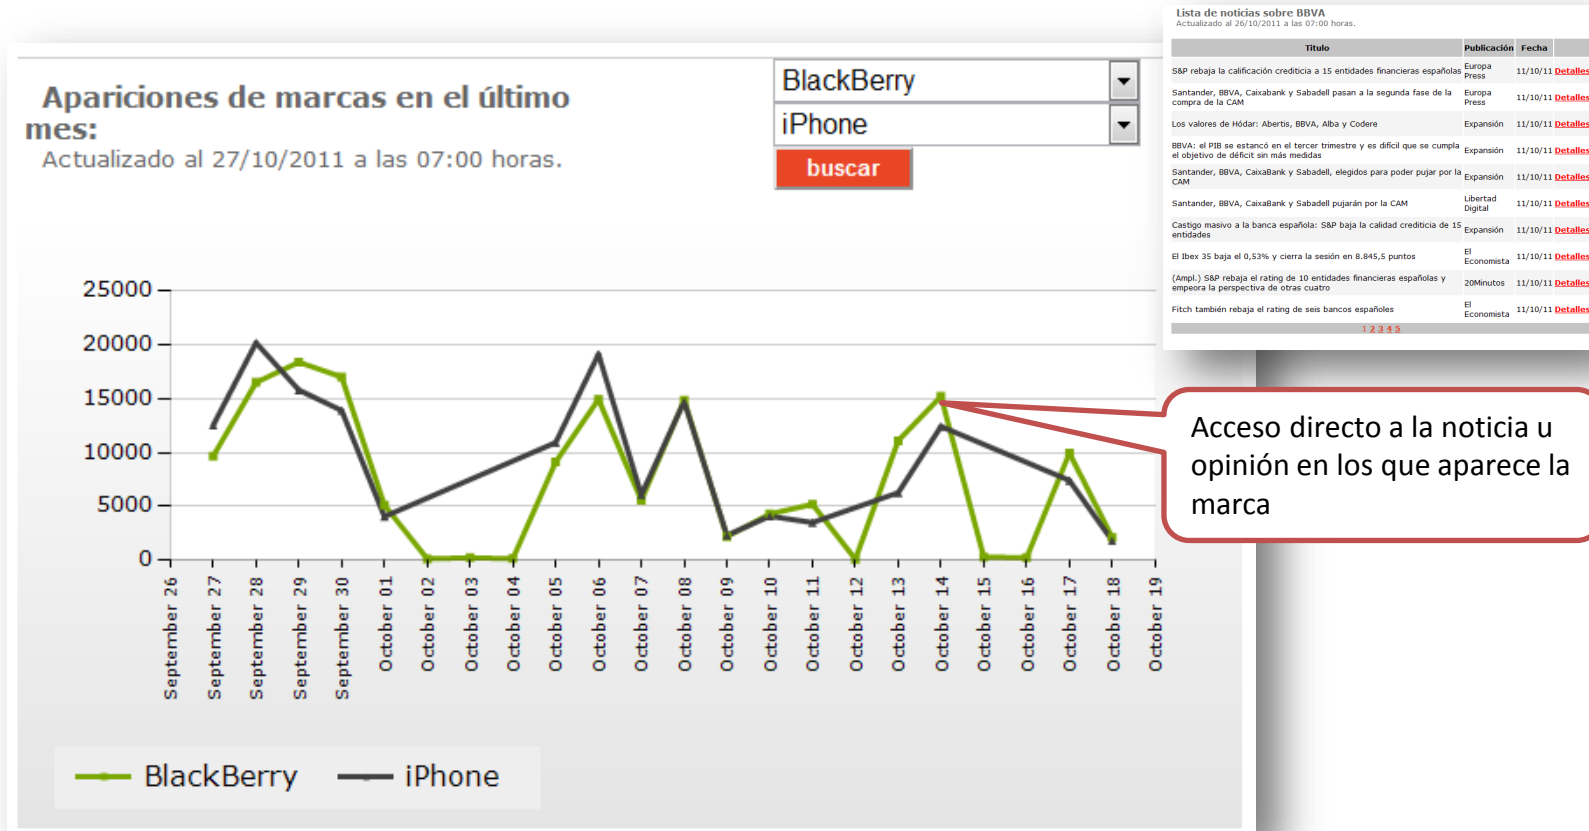 Apariciones de marcas en el último
mes:
Actualizado al 27/10/2011 a las 07:00 horas.
BlackBerry
iPhone
buscar
25000
20000
15000
10000
5000
0
September 26
September 27
September 28
September 29
September 30
October 01
October 02
October 03
October 04
October 05
October 06
October 07
October 08
October 09
October 10
October 11
October 12
October 13
October 14
October 15
October 16
October 17
October 18
October 19
BlackBerry
iPhone
Lista de noticias sobre BBVA
Actualizado al 26/10/2011 a las 07:00 horas.
Titulo Publicación Fecha
S&P rebaja la calificación crediticia a 15 entidades financieras españolas Europa Press 11/10/11 Detalles
Santander, BBVA, Caixabank y Sabadell pasan a la segunda fase de la
compra de la CAM Europa Press 11/10/11 Detalles
Los valores de Hódar: Abertis, BBVA, Alba y Codere Expansión 11/10/11 Detalles
BBVA: el PIB se estancó en el tercer trimestre y es difícil que se cumpla
el objetivo de déficit sin más medidas Expansión 11/10/11 Detalles
Santander, BBVA, CaixaBank y Sabadell, elegidos para poder pujar por la
CAM Expansión 11/10/11 Detalles
Santander, BBVA, CaixaBank y Sabadell pujarán por la CAM Libertad Digital 11/10/11 Detalles
Castigo masivo a la banca española: S&P baja la calidad crediticia de 15
entidades Expansión 11/10/11 Detalles
El Ibex 35 baja el 0,53% y cierra la sesión en 8.845,5 puntos El Economista 11/10/11 Detalles
(Ampl.) S&P rebaja el rating de 10 entidades financieras españolas y
empeora la perspectiva de otras cuatro 20Minutos 11/10/11 Detalles
Fitch también rebaja el rating de seis bancos españoles El Economista 11/10/11 Detalles
1 2 3 4 5
Acceso directo a la noticia u
opinión en los que aparece la
marca